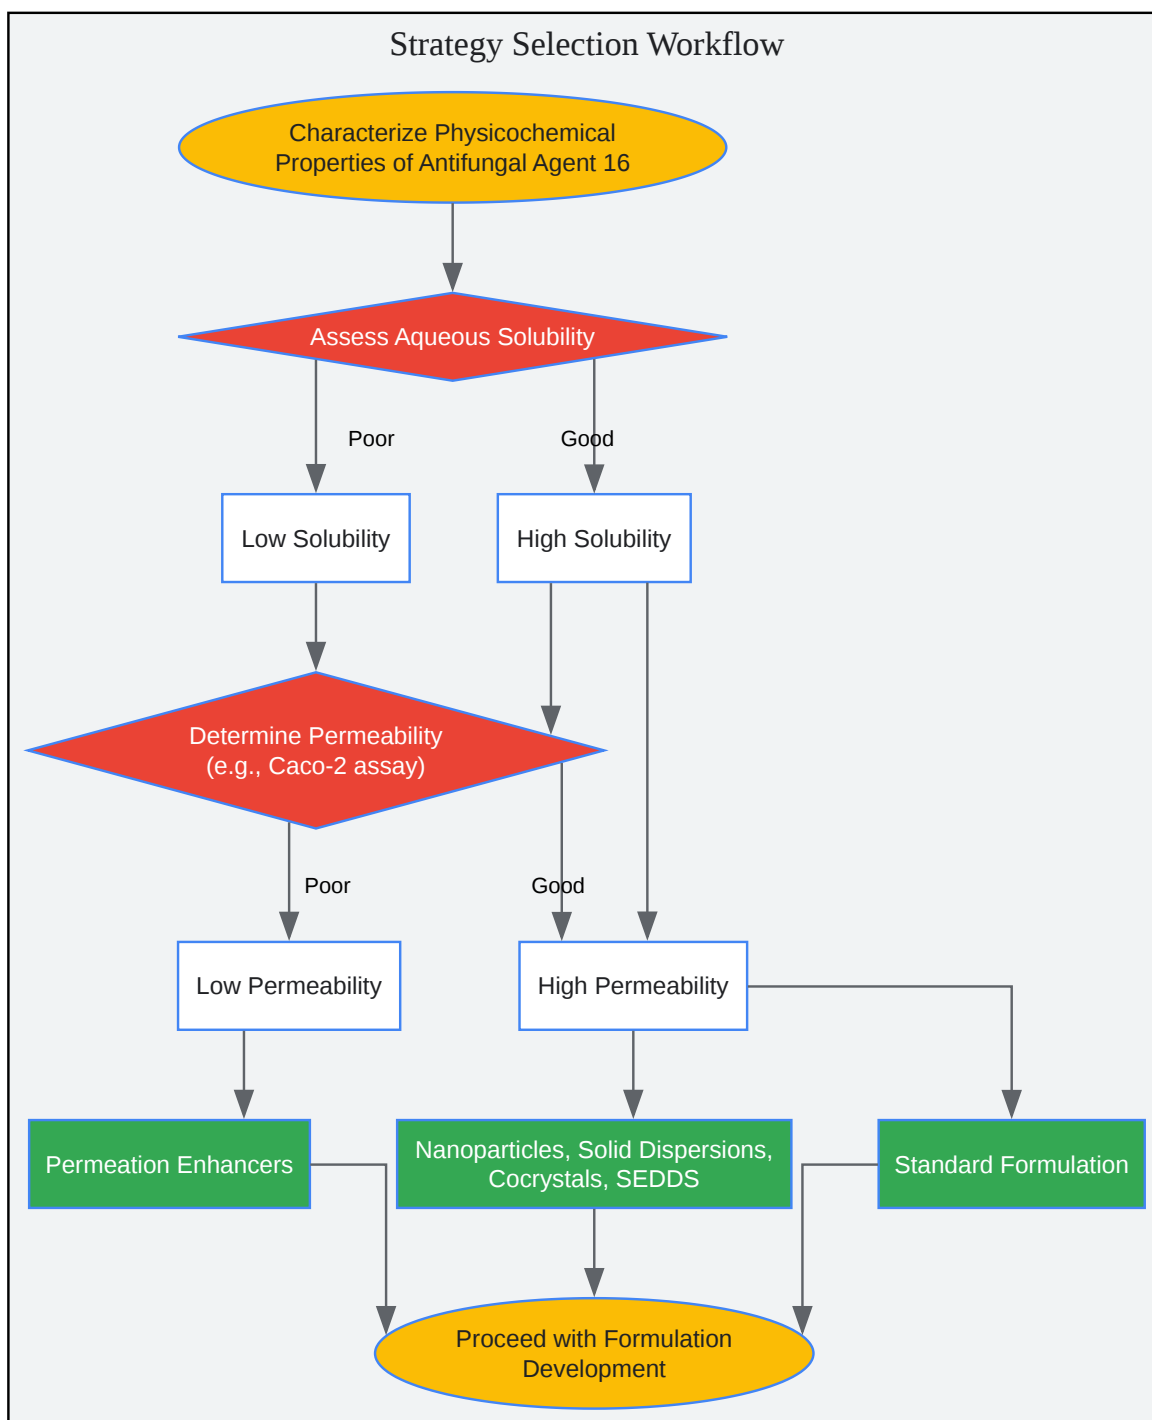 Strategy Selection Workflow
Characterize Physicochemical
Properties of Antifungal Agent 16
Assess Aqueous Solubility
Poor
Good
Low Solubility
High Solubility
Determine Permeability
(e.g., Caco-2 assay)
Poor
Good
Low Permeability
High Permeability
Permeation Enhancers
Nanoparticles, Solid Dispersions,
Cocrystals, SEDDS
Standard Formulation
Proceed with Formulation
Development